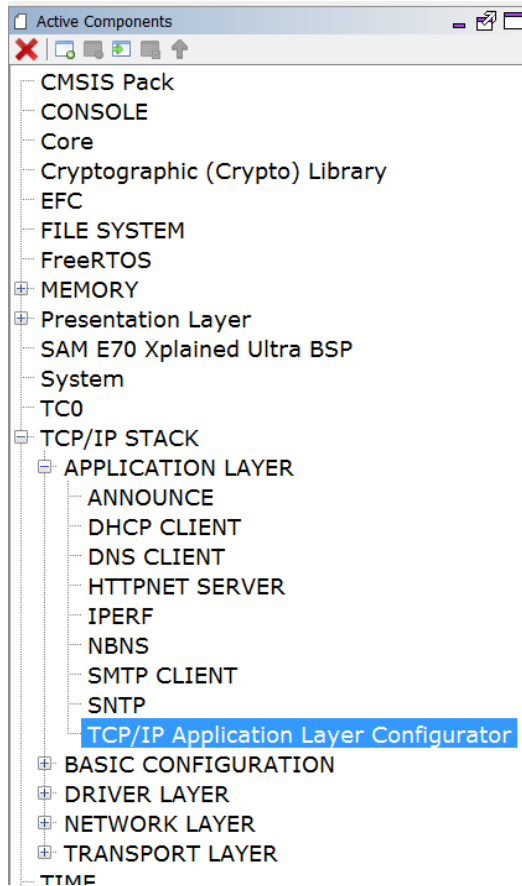 Active Components
CMSIS Pack
CONSOLE
Core
Cryptographic (Crypto) Library
EFC
FILE SYSTEM
FreeRTOS
MEMORY
Presentation Layer
SAM E70 Xplained Ultra BSP
System
TC0
TCP/IP STACK
APPLICATION LAYER
ANNOUNCE
DHCP CLIENT
DNS CLIENT
HTTPNET SERVER
IPERF
NBNS
SMTP CLIENT
SNTP
TCP/IP Application Layer Configurator
BASIC CONFIGURATION
DRIVER LAYER
NETWORK LAYER
TRANSPORT LAYER
TIME